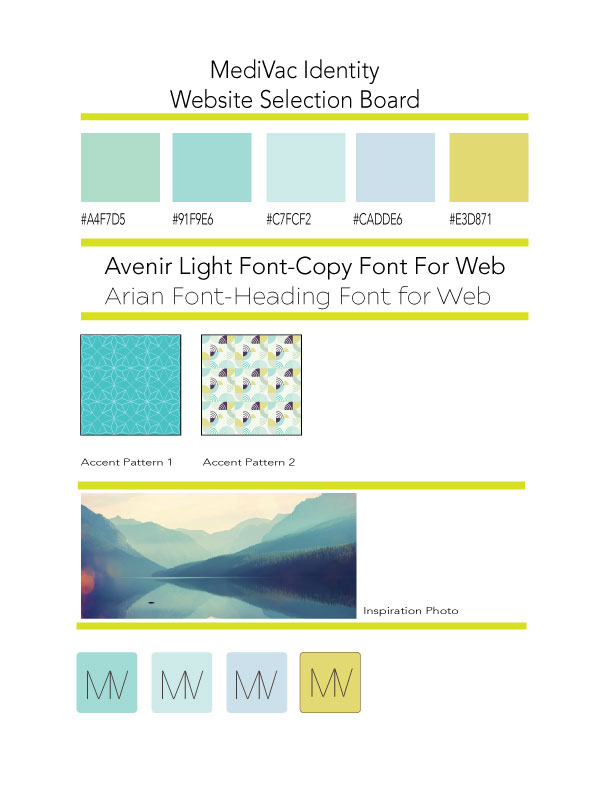 MediVac Identity
Website Selection Board
#A4F7D5 #91F9E6 #C7FCF2 #CADDE6 #E3D871
Avenir Light Font-Copy Font For Web
Arian Font-Heading Font for Web
Accent Pattern 1 Accent Pattern 2
Inspiration Photo
MV MV MV MV